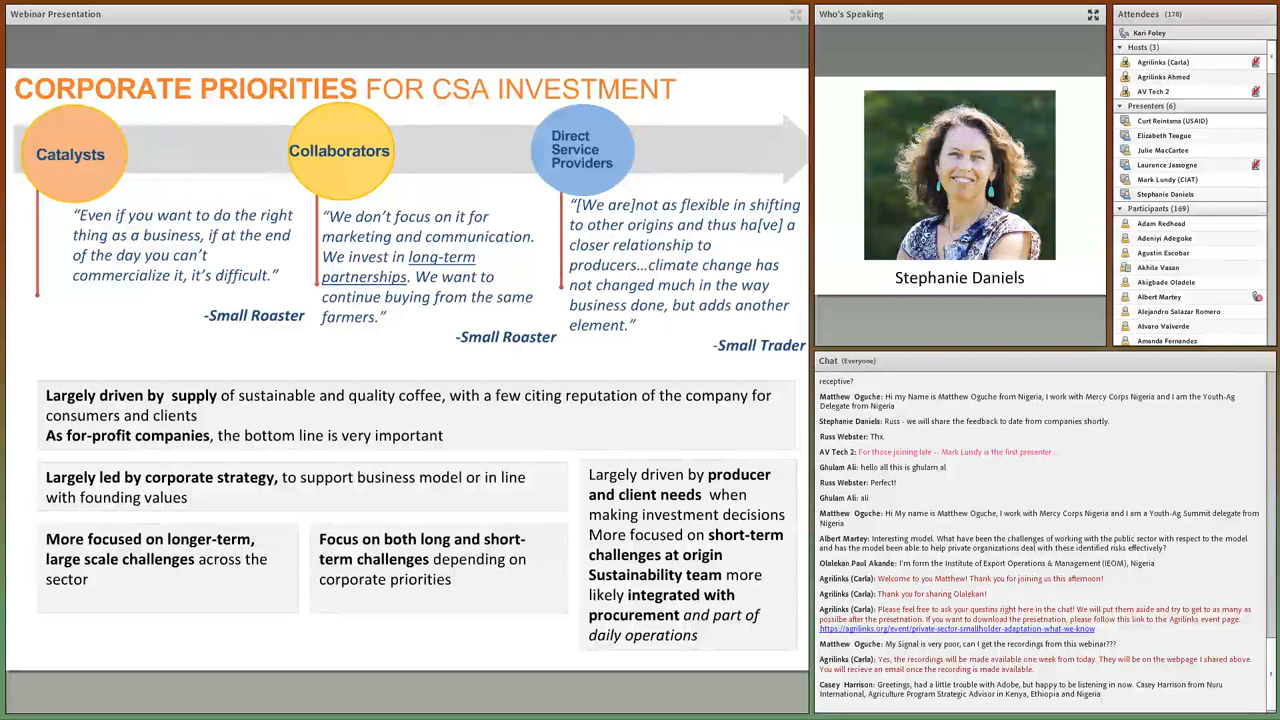 Webinar Presentation
CORPORATE PRIORITIES FOR CSA INVESTMENT
Catalysts
Collaborators
Direct
Service
Providers
“Even if you want to do the right
thing as a business, if at the end
of the day you can’t
commercialize it, it’s difficult.”
-Small Roaster
“We don’t focus on it for
marketing and communication.
We invest in long-term
partnerships. We want to
continue buying from the same
farmers.”
-Small Roaster
“[We are]not as flexible in shifting
to other origins and thus ha[ve] a
closer relationship to
producers…climate change has
not changed much in the way
business done, but adds another
element.”
-Small Trader
Largely driven by supply of sustainable and quality coffee, with a few citing reputation of the company for
consumers and clients
As for-profit companies, the bottom line is very important
Largely led by corporate strategy, to support business model or in line
with founding values
More focused on longer-term,
large scale challenges across the
sector
Focus on both long and short-
term challenges depending on
corporate priorities
Largely driven by producer
and client needs when
making investment decisions
More focused on short-term
challenges at origin
Sustainability team more
likely integrated with
procurement and part of
daily operations
Who's Speaking
Stephanie Daniels
Attendees (178)
Kari Foley
Hosts (3)
Agrilinks (Carla)
Agrilinks Ahmed
AV Tech 2
Presenters (6)
Curt Reintsma (USAID)
Elizabeth Teague
Julie MacCartee
Laurence Jassogne
Mark Lundy (CIAT)
Stephanie Daniels
Participants (169)
Adam Redhead
Adeniyi Adegoke
Agustin Escobar
Akhila Vasan
Akigbade Oladele
Albert Martey
Alejandro Salazar Romero
Alvaro Valverde
Amanda Fernandez
Chat (Everyone)
receptive?
Matthew Oguche: Hi my Name is Matthew Oguche from Nigeria, I work with Mercy Corps Nigeria and I am the Youth-Ag
Delegate from Nigeria
Stephanie Daniels: Russ - we will share the feedback to date from companies shortly.
Russ Webster: Thx.
AV Tech 2: For those joining late -- Mark Lundy is the first presenter ...
Ghulam Ali: hello all this is ghulam al
Russ Webster: Perfect!
Ghulam Ali: ali
Matthew Oguche: Hi My name is Matthew Oguche, I work with Mercy Corps Nigeria and I am a Youth-Ag Summit delegate from
Nigeria
Albert Martey: Interesting model. What have been the challenges of working with the public sector with respect to the model
and has the model been able to help private organizations deal with these identified risks effectively?
Olalekan Paul Akande: I'm form the Institute of Export Operations & Management (IEOM), Nigeria
Agrilinks (Carla): Welcome to you Matthew! Thank you for joining us this afternoon!
Agrilinks (Carla): Thank you for sharing Olalekan!
Agrilinks (Carla): Please feel free to ask your questins right here in the chat! We will put them aside and try to get to as many as
possilbe after the presetnation. If you want to download the presetnation, please follow this link to the Agrilinks event page:
https://agrilinks.org/event/private-sector-smallholder-adaptation-what-we-know
Matthew Oguche: My Signal is very poor, can I get the recordings from this webinar???
Agrilinks (Carla): Yes, the recordings will be made available one week from today. They will be on the webpage I shared above.
You will recieve an email once the recording is made available.
Casey Harrison: Greetings, had a little trouble with Adobe, but happy to be listening in now. Casey Harrison from Nuru
International, Agriculture Program Strategic Advisor in Kenya, Ethiopia and Nigeria